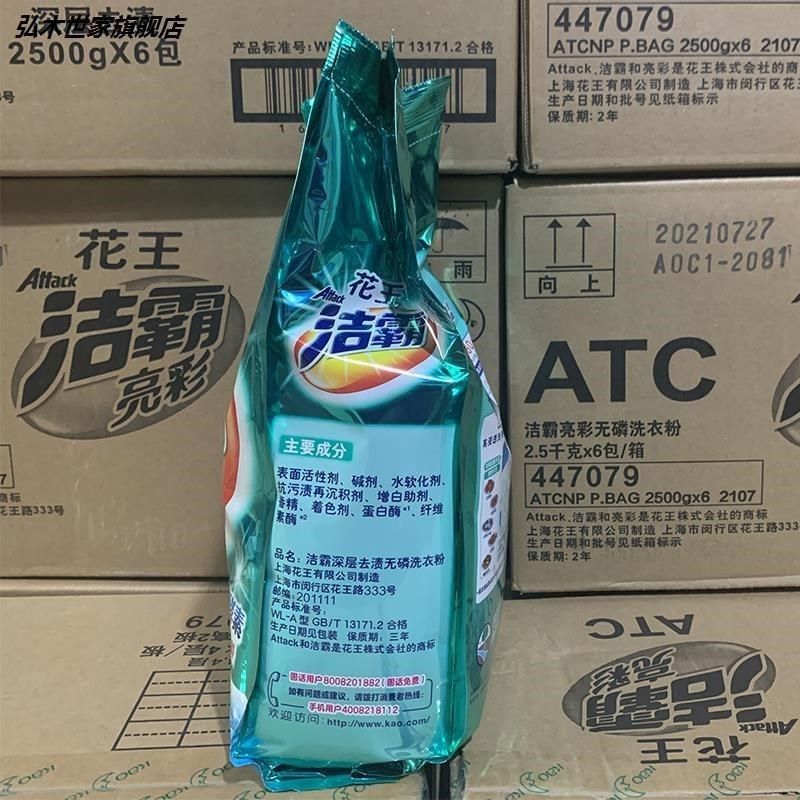 弘木世家旗舰店
深层去渍
2500gX6包
产品标准号:
GB/T 13171.2 合格
447079
ATCNP P.BAG 2500gx6 2107
Attack、洁霸和亮彩是花王株式会社的商
上海花王有限公司制造 上海市闵行区花王
生产日期和批号见纸箱标示
保质期: 2年
花王
Attack
洁霸
亮彩
商标
花王路333号
雨
向上
20210727
A0C1-2081
ATC
洁霸亮彩无磷洗衣粉
2.5千克x6包/箱
447079
ATCNP P.BAG 2500gx6 2107
Attack、洁霸和亮彩是花王株式会社的商标
上海花王有限公司制造 上海市闵行区花王路333
生产日期和批号见纸箱标示
保质期: 2年
花王
Attack
洁霸
主要成分
表面活性剂、碱剂、水软化剂、
抗污渍再沉积剂、增白助剂、
香精、着色剂、蛋白酶*1、纤维
素酶*2
品名: 洁霸深层去渍无磷洗衣粉
上海花王有限公司制造
上海市闵行区花王路333号
邮编: 201111
产品标准号:
WL-A 型 GB/T 13171.2 合格
生产日期见包装 保质期: 三年
Attack和洁霸是花王株式会社的商标
固话用户8008201882(固话免费)
如有问题或建议,请拨打消费者热线:
手机用户4008218112
欢迎访问: http://www.kao.com/
素
4层/板
花王
Attack
洁霸
亮彩